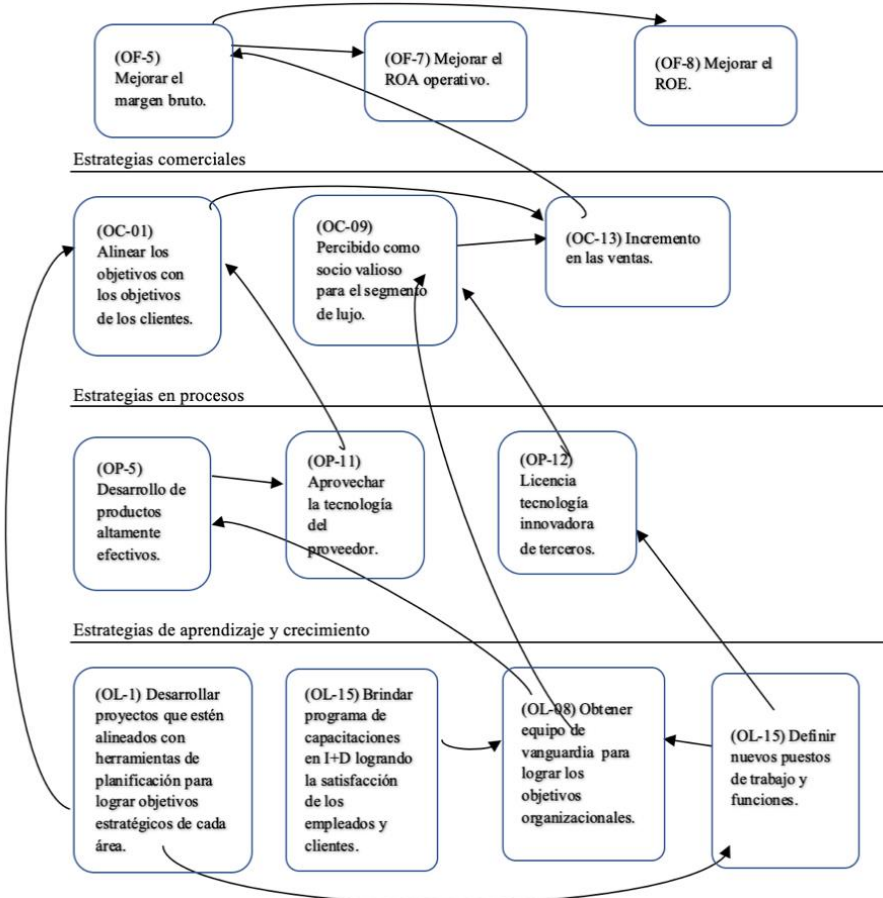 (OF-5)
Mejorar el
margen bruto.
(OF-7) Mejorar el
ROA operativo.
(OF-8) Mejorar el
ROE.
Estrategias comerciales
(OC-01)
Alinear los
objetivos con
los objetivos
de los clientes.
(OC-09)
Percibido como
socio valioso
para el segmento
de lujo.
(OC-13) Incremento
en las ventas.
Estrategias en procesos
(OP-5)
Desarrollo de
productos
altamente
efectivos.
(OP-11)
Aprovechar
la tecnología
del
proveedor.
(OP-12)
Licencia
tecnología
innovadora
de terceros.
Estrategias de aprendizaje y crecimiento
(OL-1) Desarrollar
proyectos que estén
alineados con
herramientas de
planificación para
lograr objetivos
estratégicos de cada
área.
(OL-15) Brindar
programa de
capacitaciones
en I+D logrando
la satisfacción
de los
empleados y
clientes.
(OL-08) Obtener
equipo de
vanguardia para
lograr los
objetivos
organizacionales.
(OL-15) Definir
nuevos puestos
de trabajo y
funciones.